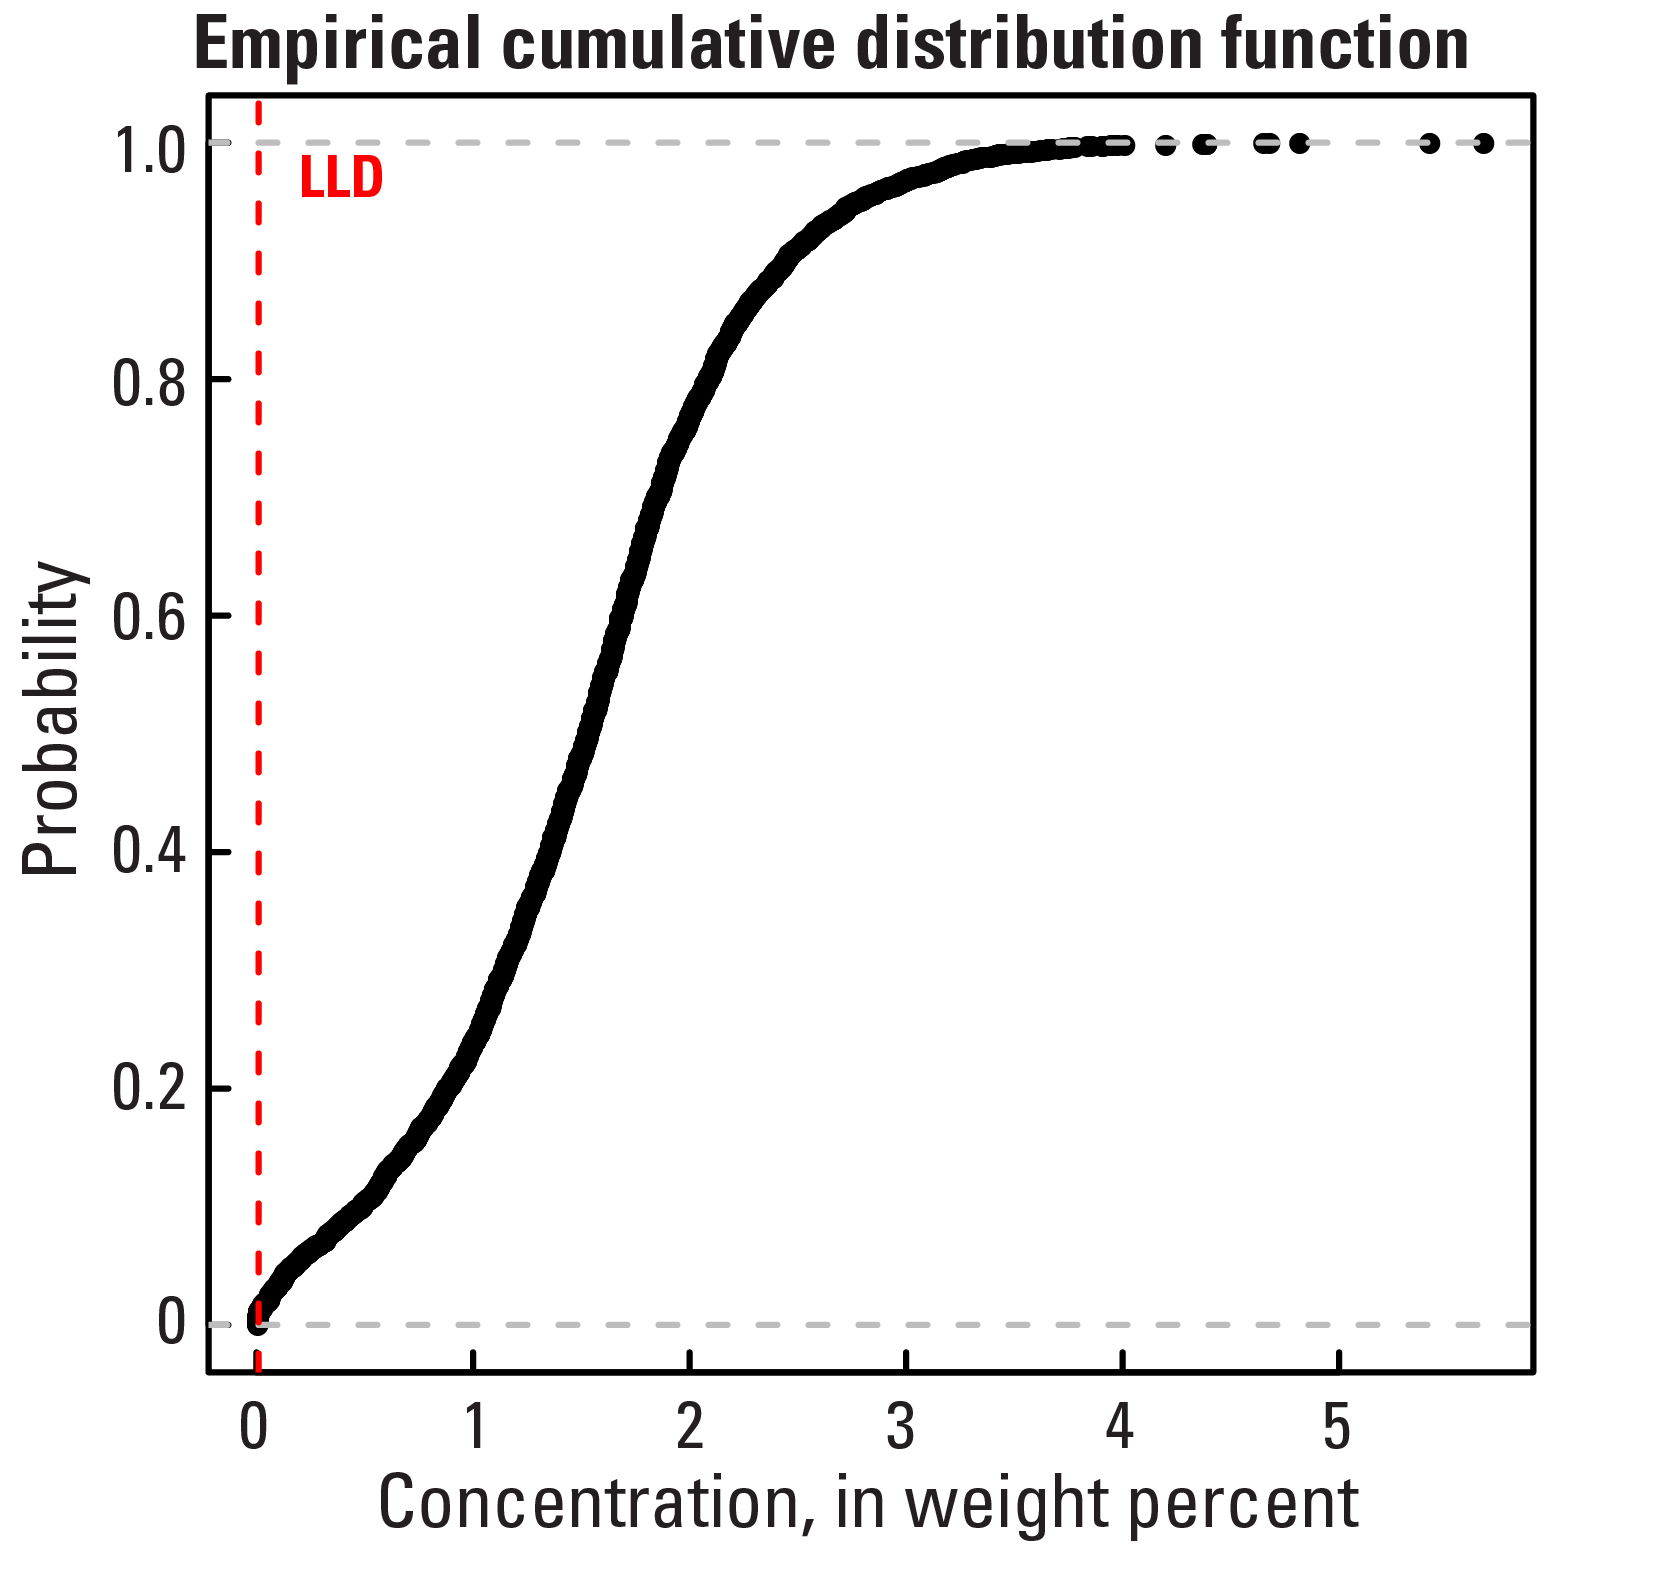 Empirical cumulative distribution function
1.0
LLD
0.8
0.6
0.4
0.2
0
Probability
0 1 2 3 4 5
Concentration, in weight percent